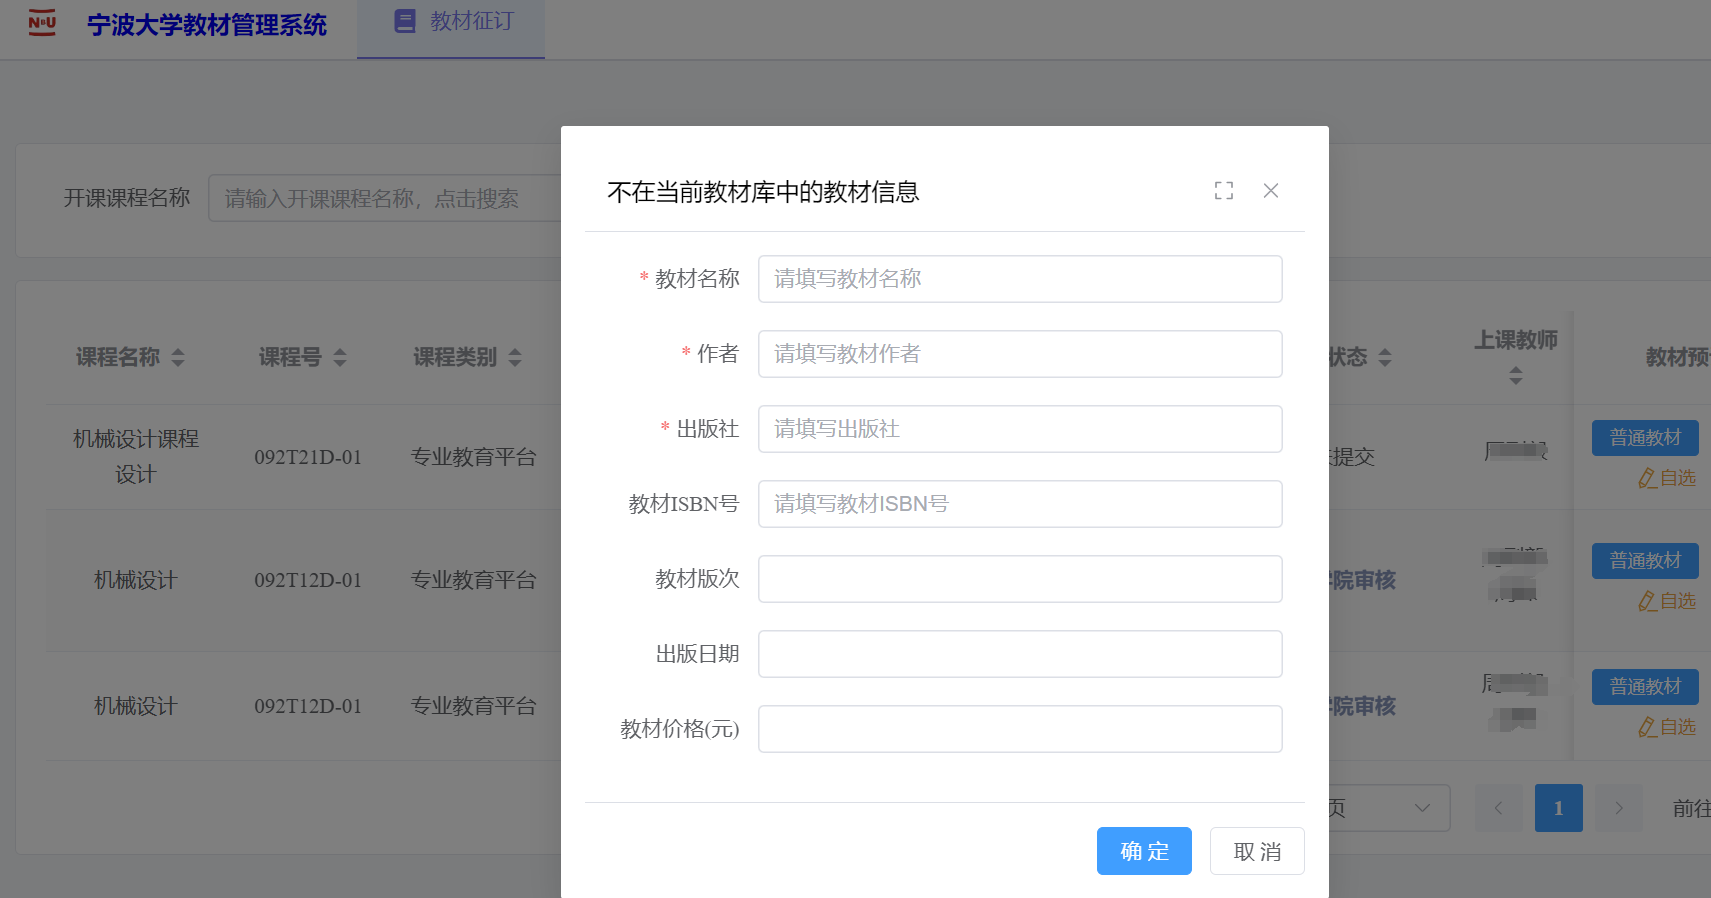 NBU 宁波大学教材管理系统 教材征订
开课课程名称 请输入开课课程名称，点击搜索
不在当前教材库中的教材信息
* 教材名称 请填写教材名称
* 作者 请填写教材作者
* 出版社 请填写出版社
教材ISBN号 请填写教材ISBN号
教材版次
出版日期
教材价格(元)
确定 取消
课程名称 课程号 课程类别 状态 上课教师 教材预
机械设计课程
设计
092T21D-01 专业教育平台 提交 普通教材
自选
机械设计 092T12D-01 专业教育平台 学院审核 普通教材
自选
机械设计 092T12D-01 专业教育平台 学院审核 普通教材
自选
页 1 前往